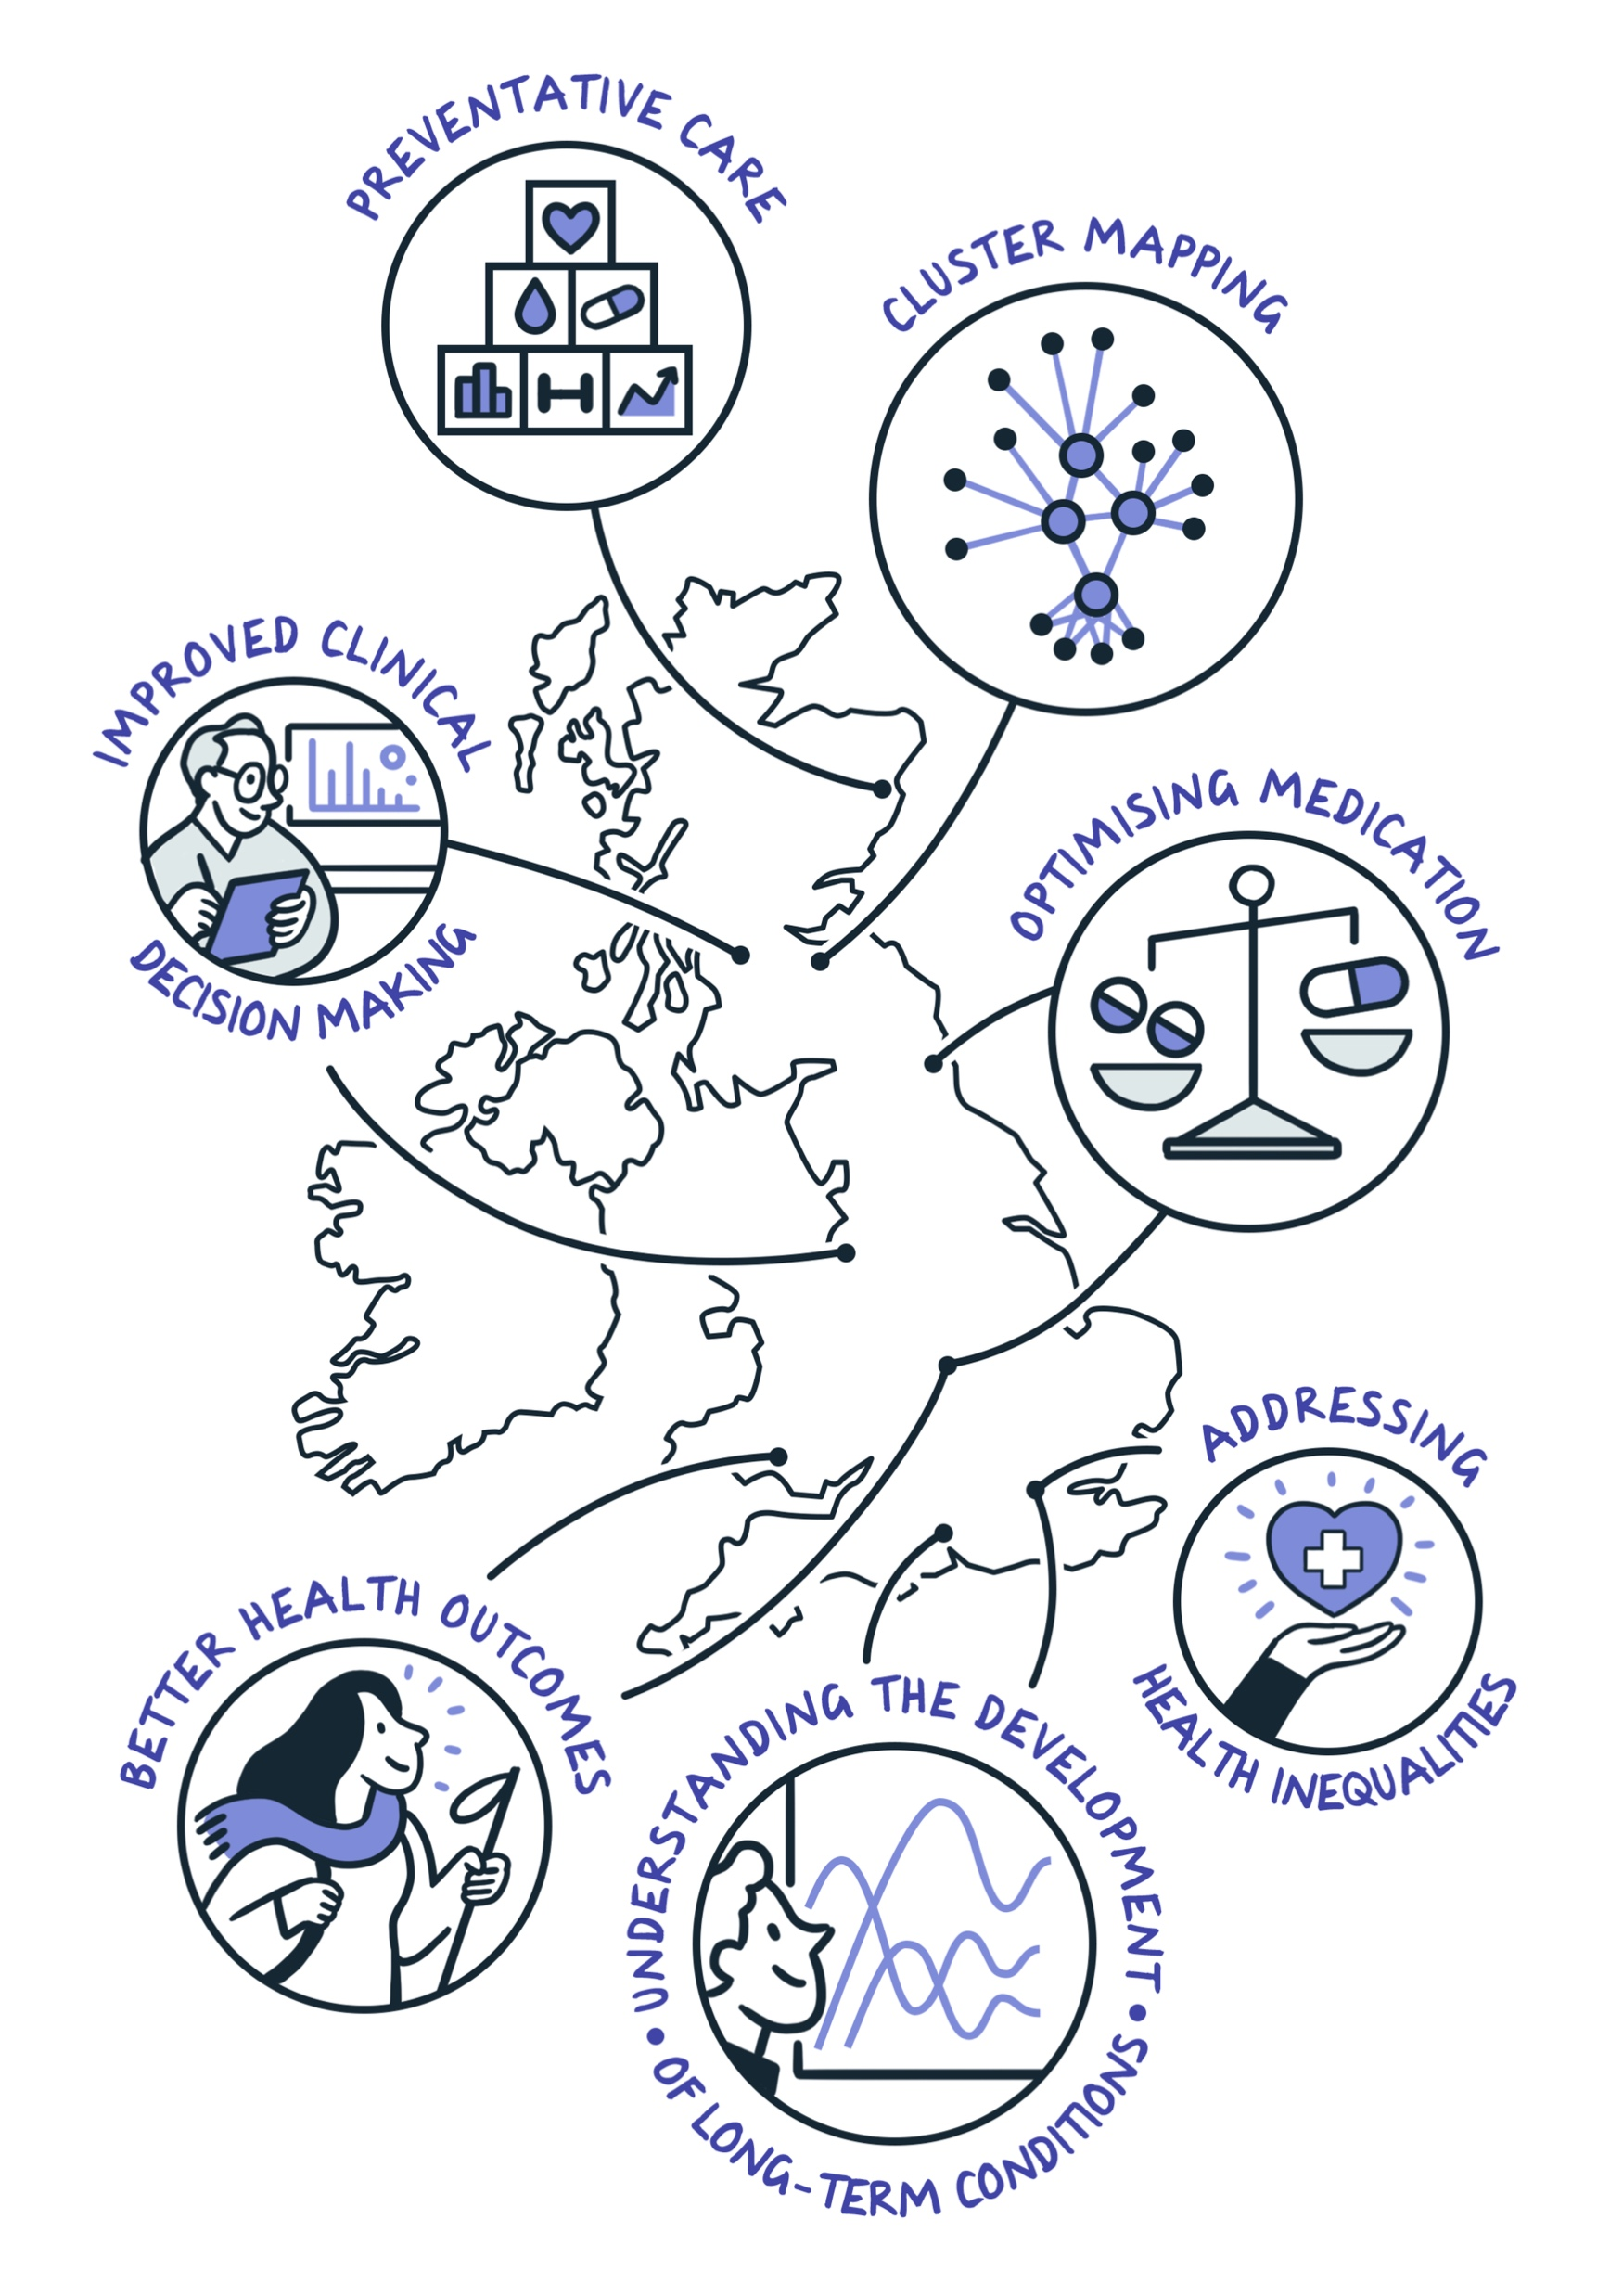 PREVENTATIVE CARE
CLUSTER MAPPING
IMPROVED CLINICAL
DECISION MAKING
OPTIMISING MEDICATION
ADDRESSING
HEALTH INEQUALITIES
BETTER HEALTH OUTCOMES
UNDERSTANDING THE DEVELOPMENT
• OF LONG-TERM CONDITIONS •